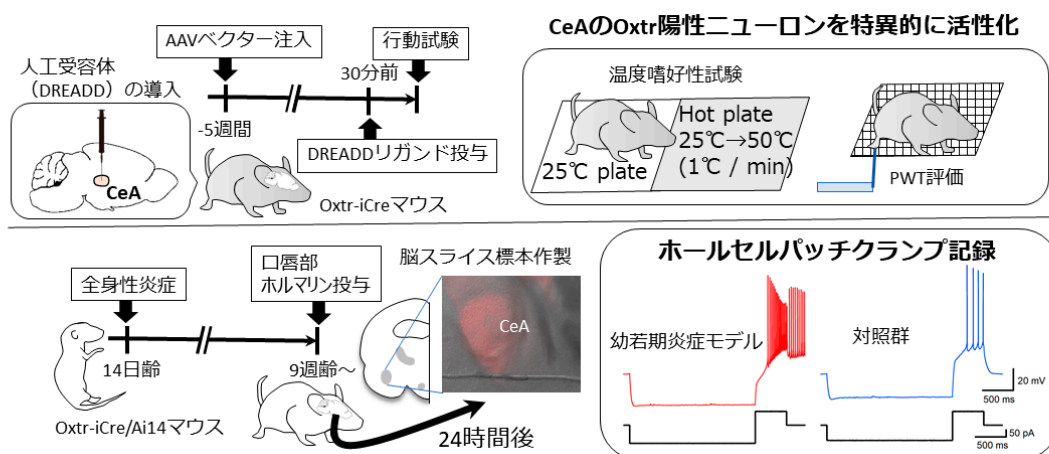 AAVベクター注入
行動試験
人工受容体
（DREADD）の導入
30分前
-5週間
DREADDリガンド投与
CeA
Oxtr-iCreマウス
CeAのOxtr陽性ニューロンを特異的に活性化
温度嗜好性試験
Hot plate
25℃→50℃
(1℃ / min)
25℃ plate
PWT評価
全身性炎症
口唇部
ホルマリン投与
脳スライス標本作製
CeA
14日齢
9週齢～
Oxtr-iCre/Ai14マウス
24時間後
ホールセルパッチクランプ記録
幼若期炎症モデル
対照群
20 mV
500 ms
50 pA
500 ms